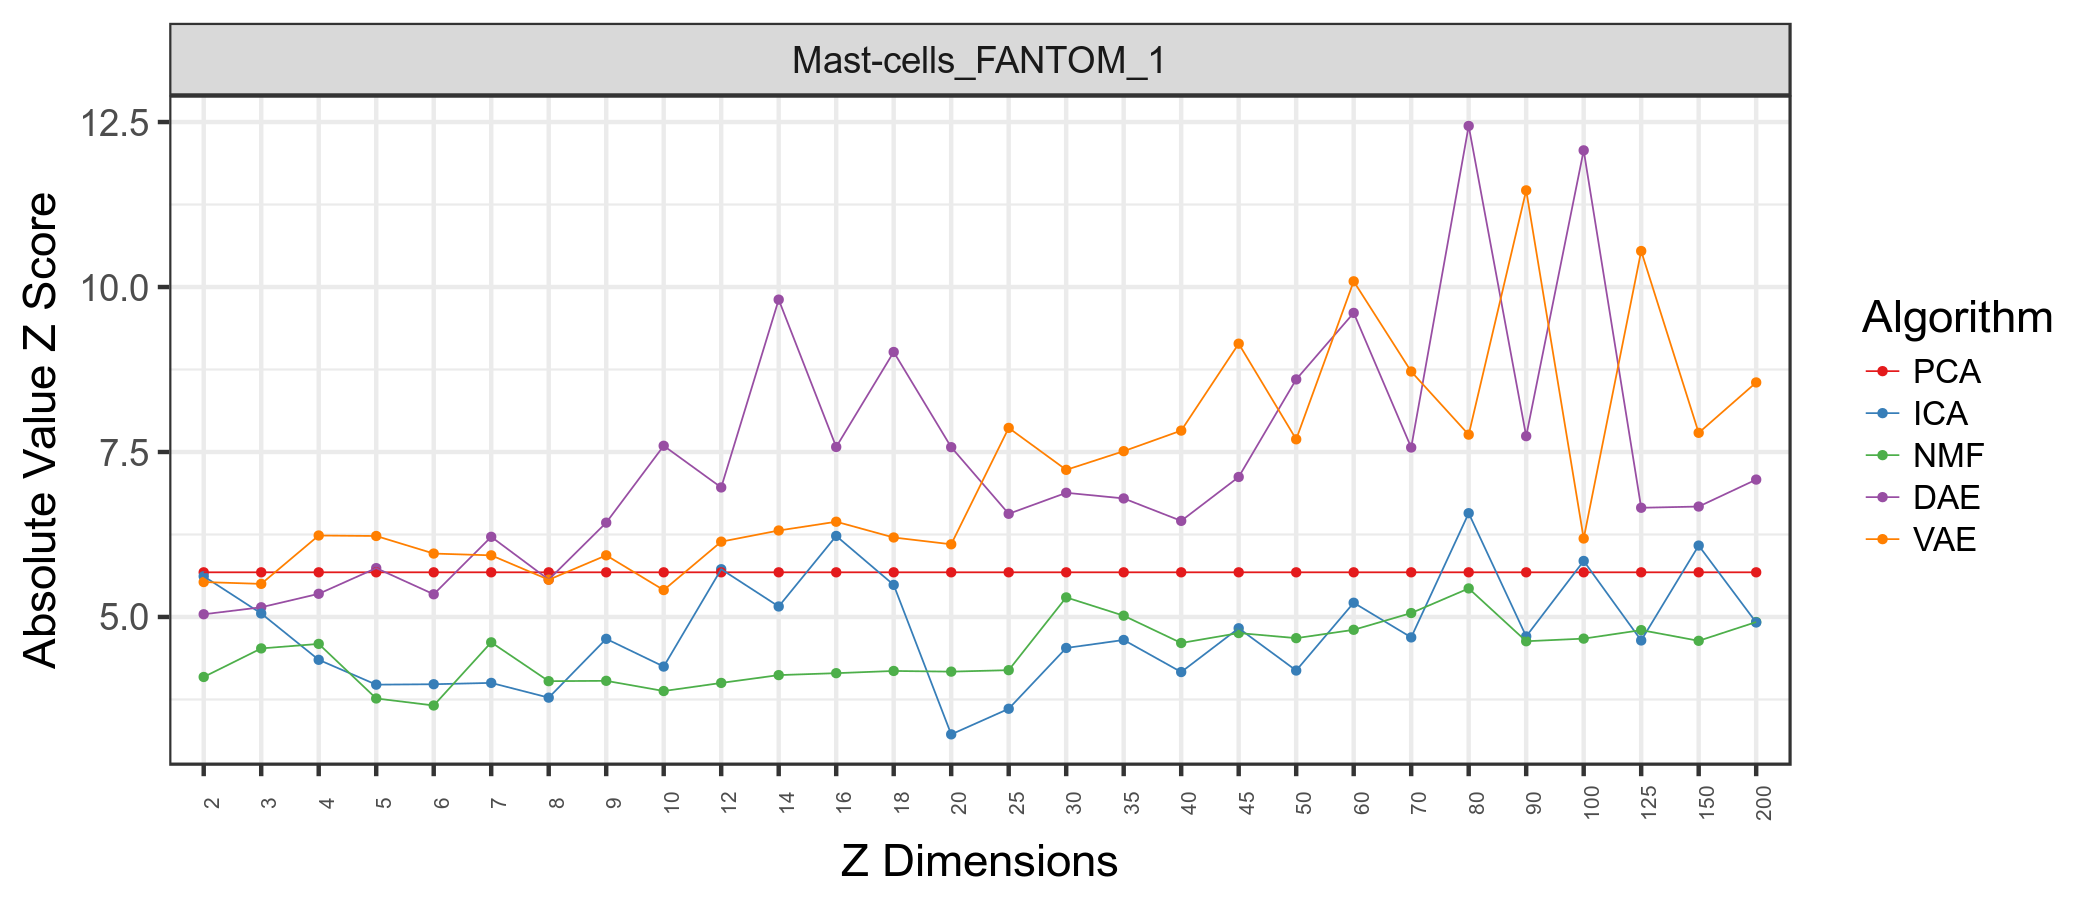 Mast-cells_FANTOM_1
Absolute Value Z Score
12.5
10.0
7.5
5.0
2 3 4 5 6 7 8 9 10 12 14 16 18 20 25 30 35 40 45 50 60 70 80 90 100 125 150 200
Z Dimensions
Algorithm
PCA
ICA
NMF
DAE
VAE